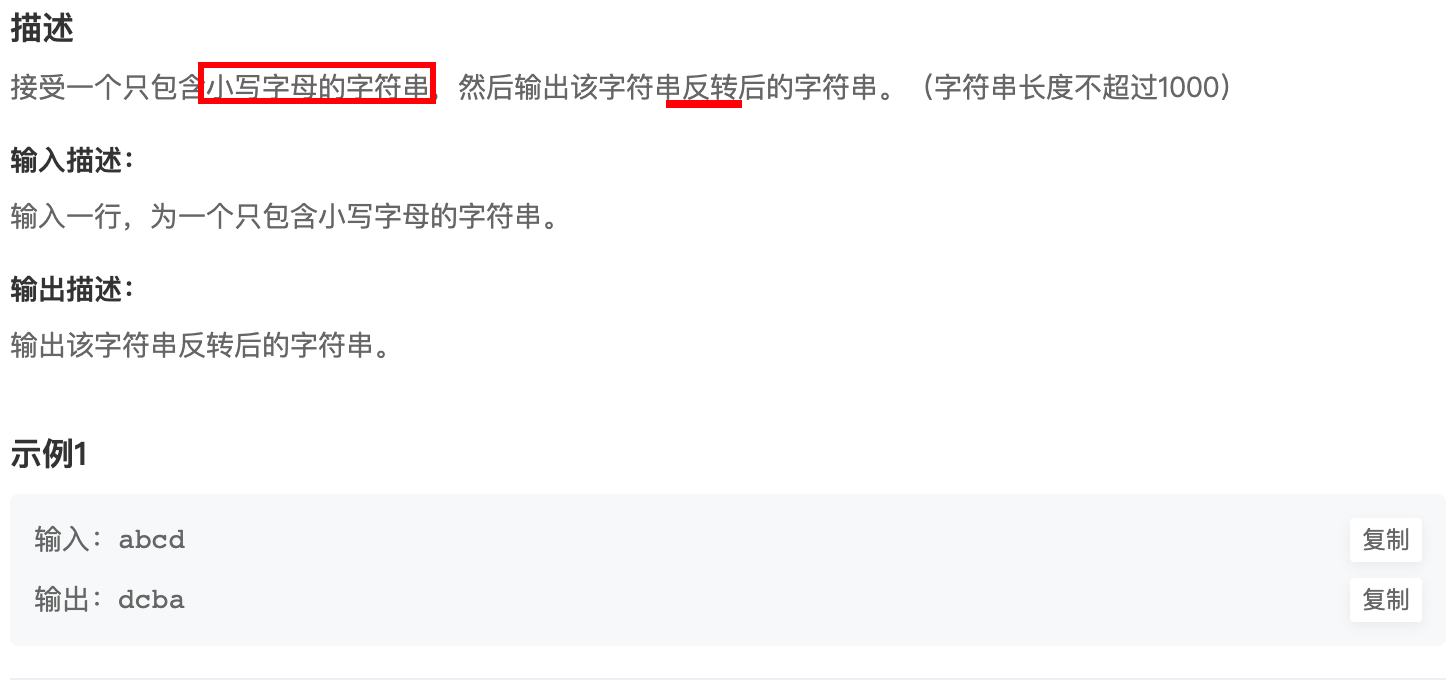 描述
接受一个只包含小写字母的字符串，然后输出该字符串反转后的字符串。（字符串长度不超过1000）
输入描述：
输入一行，为一个只包含小写字母的字符串。
输出描述：
输出该字符串反转后的字符串。
示例1
输入：abcd
复制
输出：dcba
复制